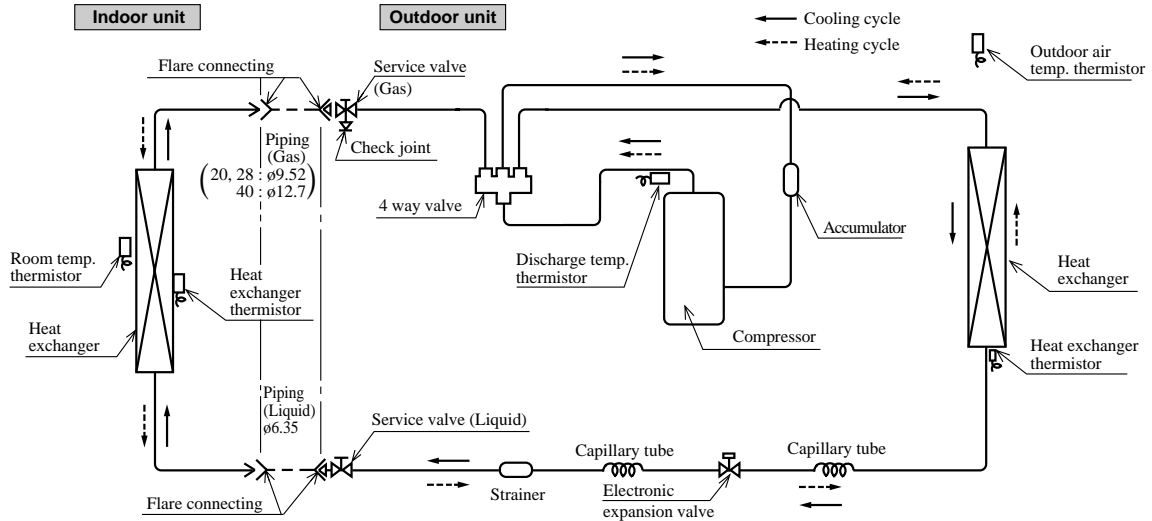 Indoor unit
Outdoor unit
Cooling cycle
Heating cycle
Outdoor air
temp. thermistor
Flare connecting
Service valve
(Gas)
Piping
(Gas)
20, 28 : ø9.52
40 : ø12.7
Check joint
4 way valve
Discharge temp.
thermistor
Accumulator
Room temp.
thermistor
Heat
exchanger
thermistor
Heat
exchanger
Heat
exchanger
Compressor
Heat exchanger
thermistor
Piping
(Liquid)
ø6.35
Service valve (Liquid)
Flare connecting
Strainer
Capillary tube
Electronic
expansion valve
Capillary tube